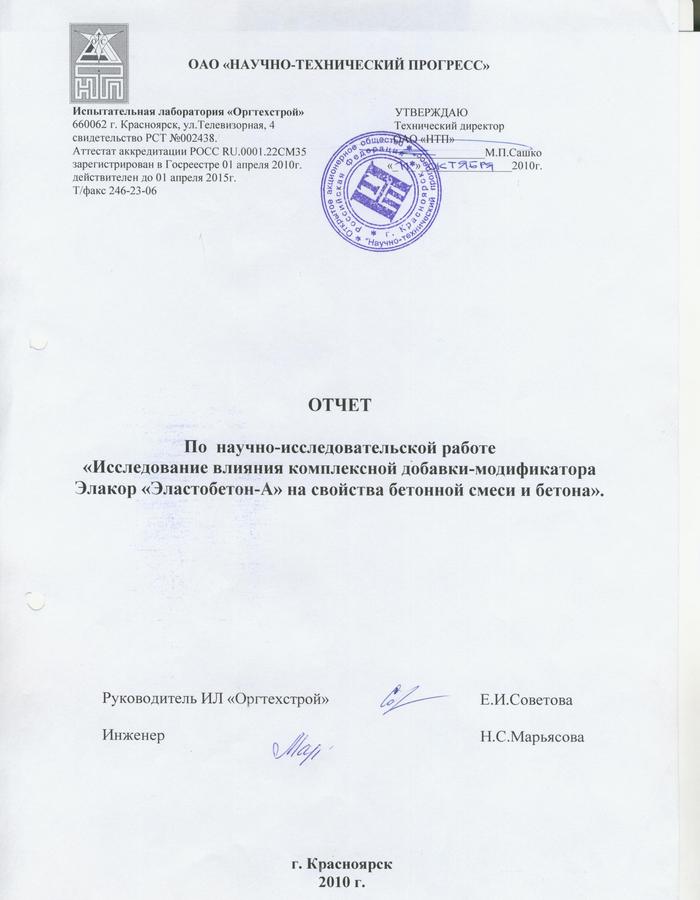 НТП
ОАО «НАУЧНО-ТЕХНИЧЕСКИЙ ПРОГРЕСС»
Испытательная лаборатория «Оргтехстрой»
660062 г. Красноярск, ул.Телевизорная, 4
свидетельство РСТ №002438.
Аттестат аккредитации РОСС RU.0001.22СМ35
зарегистрирован в Госреестре 01 апреля 2010г.
действителен до 01 апреля 2015г.
Т/факс 246-23-06
УТВЕРЖДАЮ
Технический директор
ОАО «НТП»
М.П.Сашко
октября 2010г.
Открытое акционерное общество
"Научно-технический прогресс"
Российская Федерация
г. Красноярск
НТП
ОТЧЕТ
По научно-исследовательской работе
«Исследование влияния комплексной добавки-модификатора
Элакор «Эластобетон-А» на свойства бетонной смеси и бетона».
Руководитель ИЛ «Оргтехстрой» Е.И.Советова
Инженер Н.С.Марьясова
г. Красноярск
2010 г.